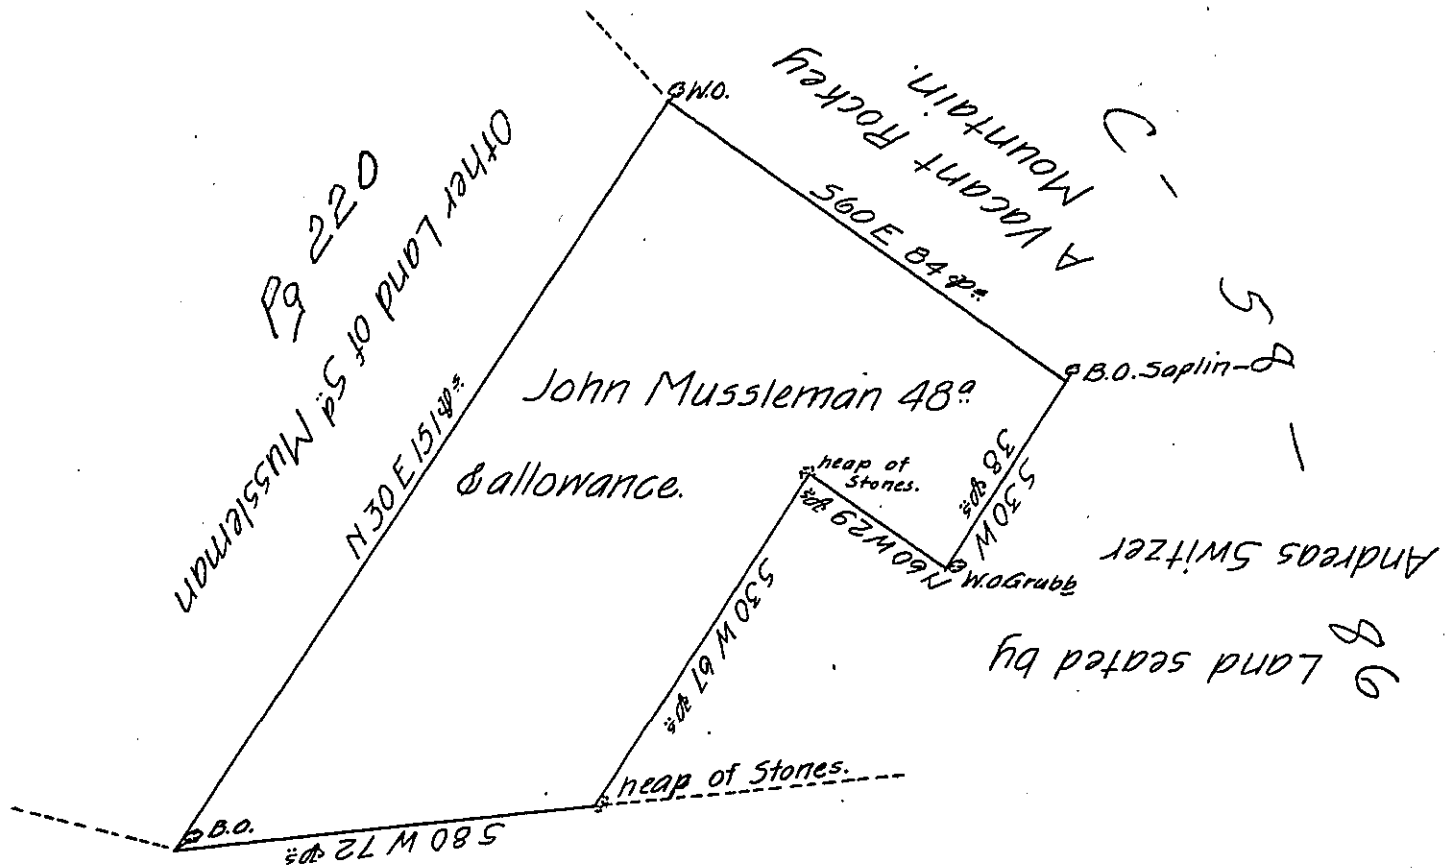 W.O.
A Vacant Rockey
Mountain.
C - 58 - 86
Pg 220
Other Land of Sd Mussleman
S 60 E 84 ps
N 30 E 151 ps
John Mussleman 48a
& allowance.
B.O. Saplin
S 30 W
38 ps
heap of
Stones.
N 60 W 29 ps
W.O Grubb
Land seated by
Andreas Switzer
S 30 W 67 ps
heap of Stones.
B.O.
S 80 W 72 ps